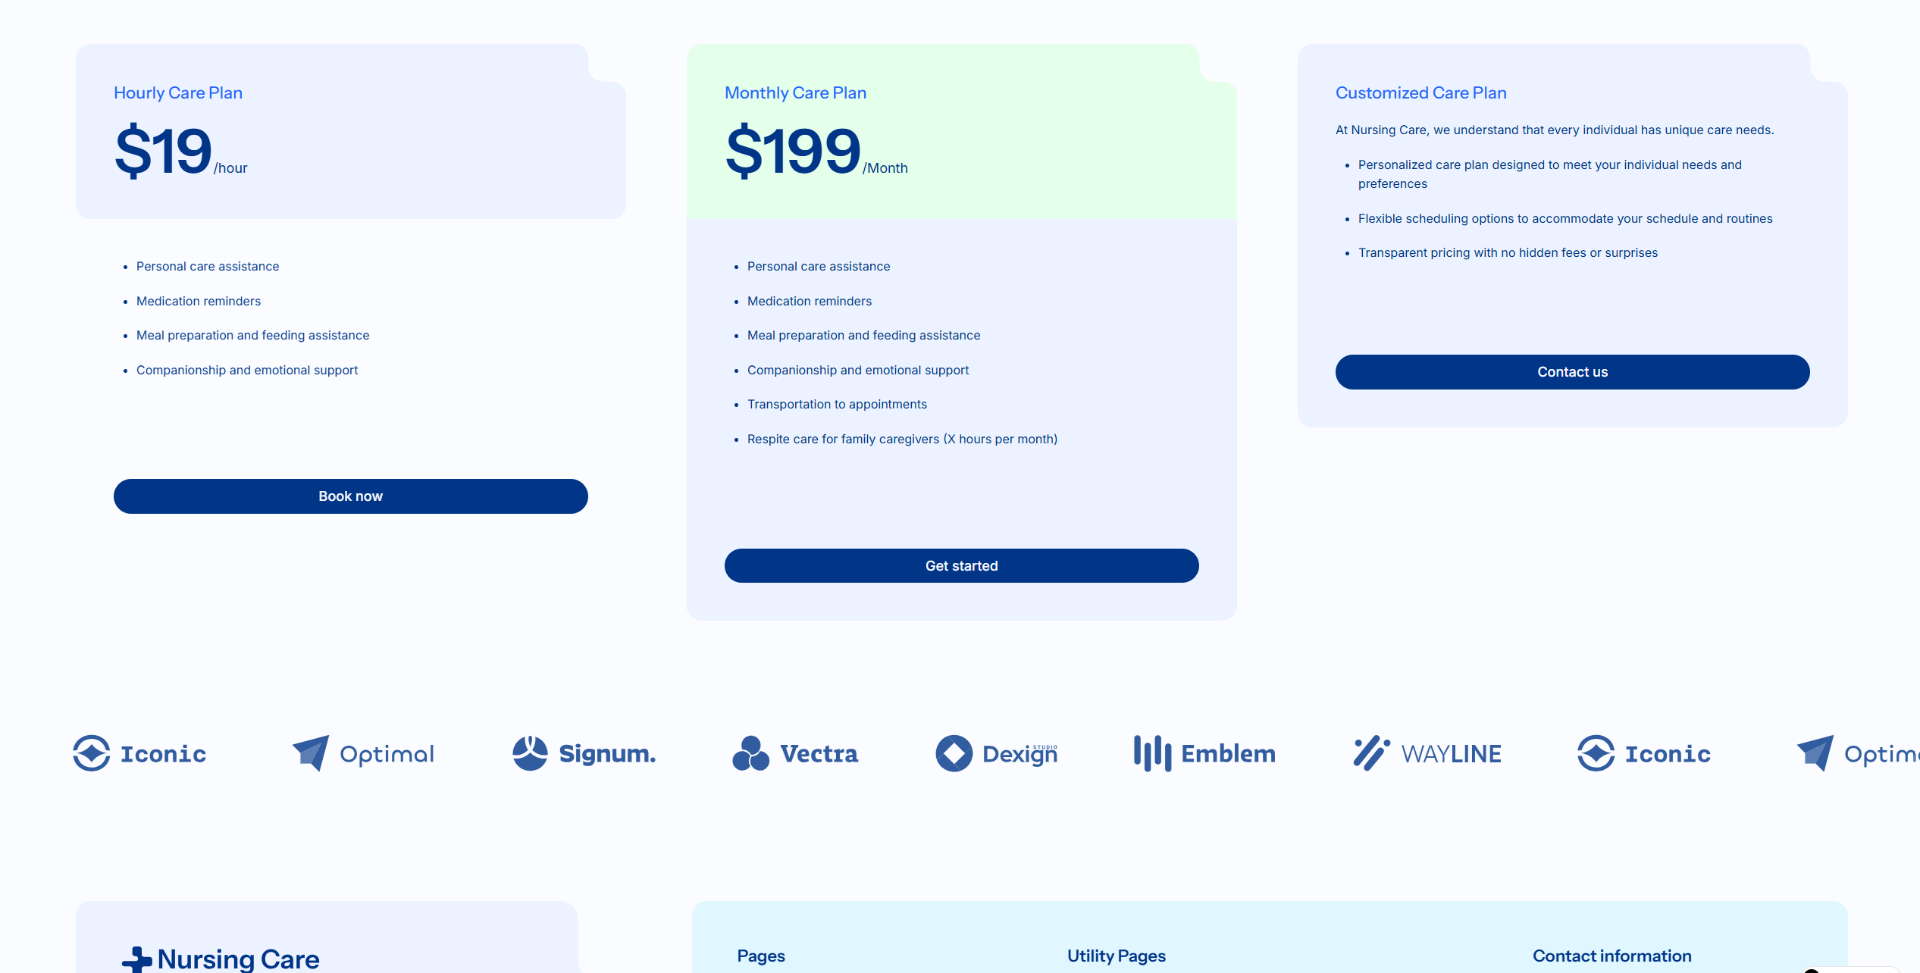 Hourly Care Plan
$19/hour
Personal care assistance
Medication reminders
Meal preparation and feeding assistance
Companionship and emotional support
Book now
Monthly Care Plan
$199/Month
Personal care assistance
Medication reminders
Meal preparation and feeding assistance
Companionship and emotional support
Transportation to appointments
Respite care for family caregivers (X hours per month)
Get started
Customized Care Plan
At Nursing Care, we understand that every individual has unique care needs.
Personalized care plan designed to meet your individual needs and
preferences
Flexible scheduling options to accommodate your schedule and routines
Transparent pricing with no hidden fees or surprises
Contact us
Iconic
Optimal
Signum.
Vectra
Dexign STUDIO
Emblem
WAYLINE
Iconic
Optim
Nursing Care
Pages
Utility Pages
Contact information